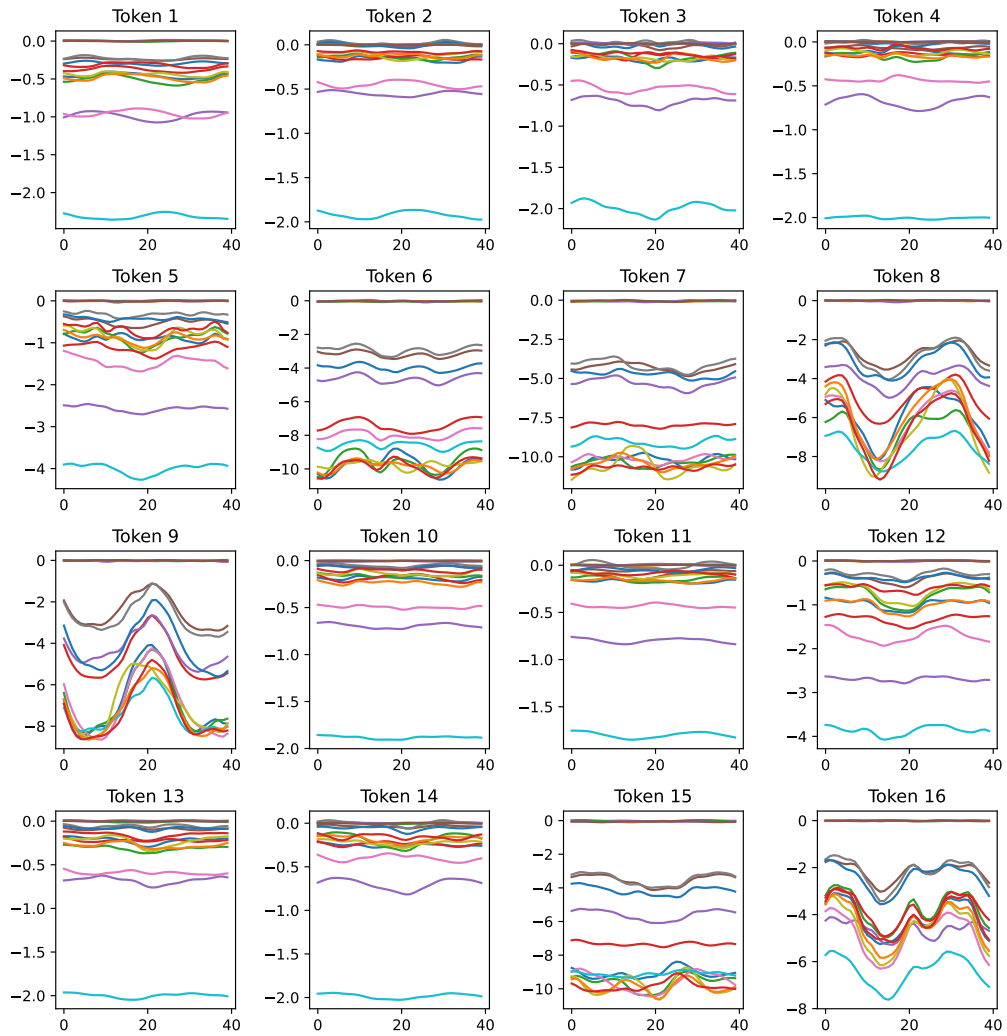 Token 1 Token 2 Token 3 Token 4
0.0 0.0 0.0 0.0
−0.5 −0.5 −0.5 −0.5
−1.0 −1.0 −1.0 −1.0
−1.5 −1.5 −1.5 −1.5
−2.0 −2.0 −2.0 −2.0
0 20 40 0 20 40 0 20 40 0 20 40
Token 5 Token 6 Token 7 Token 8
0 0 0.0 0
−1 −2 −2.5 −2
−2 −4 −5.0 −4
−3 −6 −7.5 −6
−4 −8 −10.0 −8
−10
0 20 40 0 20 40 0 20 40 0 20 40
Token 9 Token 10 Token 11 Token 12
0 0.0 0.0 0
−2 −0.5 −0.5 −1
−4 −1.0 −1.0 −2
−6 −1.5 −1.5 −3
−8 −2.0 −4
0 20 40 0 20 40 0 20 40 0 20 40
Token 13 Token 14 Token 15 Token 16
0.0 0.0 0 0
−0.5 −0.5 −2 −2
−1.0 −1.0 −4 −4
−1.5 −1.5 −6 −6
−2.0 −2.0 −8 −8
−10
0 20 40 0 20 40 0 20 40 0 20 40